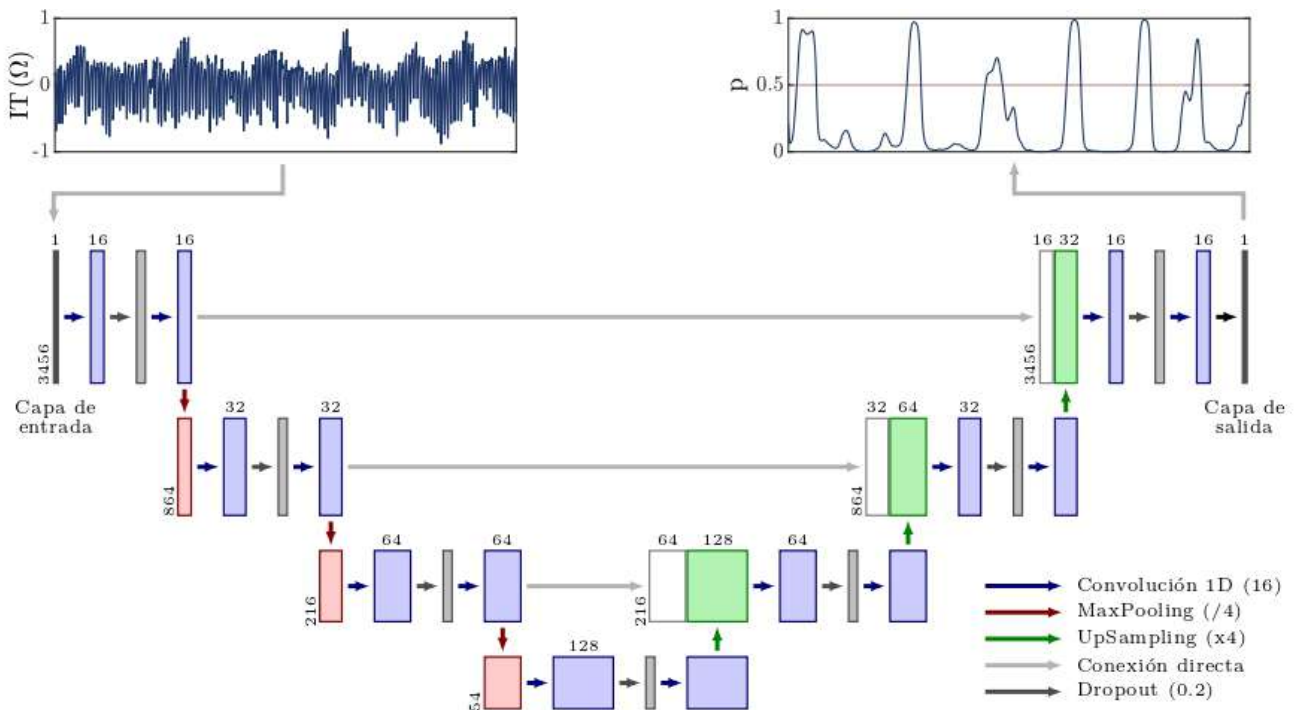 1
0
-1
IT (Ω)
1
0.5
0
p
1
16
16
3456
Capa de
entrada
16 32
16
16
1
3456
Capa de
salida
32
32
864
32 64
32
864
64
64
216
64 128
64
216
128
54
Convolución 1D (16)
MaxPooling (/4)
UpSampling (x4)
Conexión directa
Dropout (0.2)